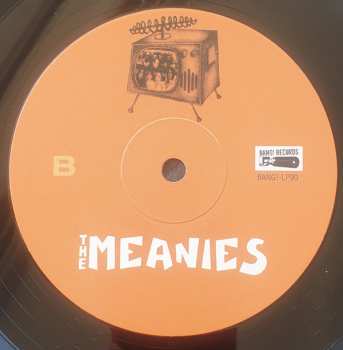 B
BANG! RECORDS
BANG!-LP90
THE MEANIES